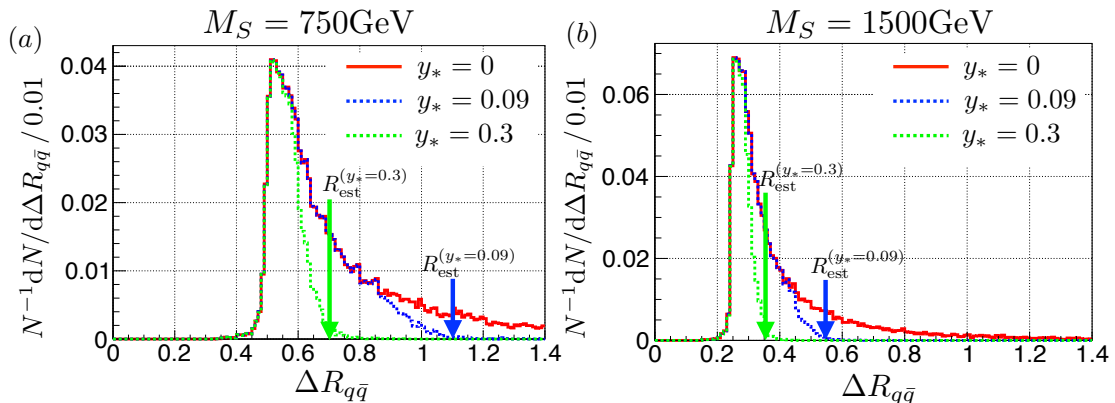 (a) M_S = 750GeV
N⁻¹dN/dΔR_{qq̄}/0.01
0.04
0.03
0.02
0.01
0
y_* = 0
y_* = 0.09
y_* = 0.3
R_est^{(y_*=0.3)}
R_est^{(y_*=0.09)}
0 0.2 0.4 0.6 0.8 1 1.2 1.4
ΔR_{qq̄}
(b) M_S = 1500GeV
N⁻¹dN/dΔR_{qq̄}/0.01
0.06
0.04
0.02
0.00
y_* = 0
y_* = 0.09
y_* = 0.3
R_est^{(y_*=0.3)}
R_est^{(y_*=0.09)}
0 0.2 0.4 0.6 0.8 1 1.2 1.4
ΔR_{qq̄}